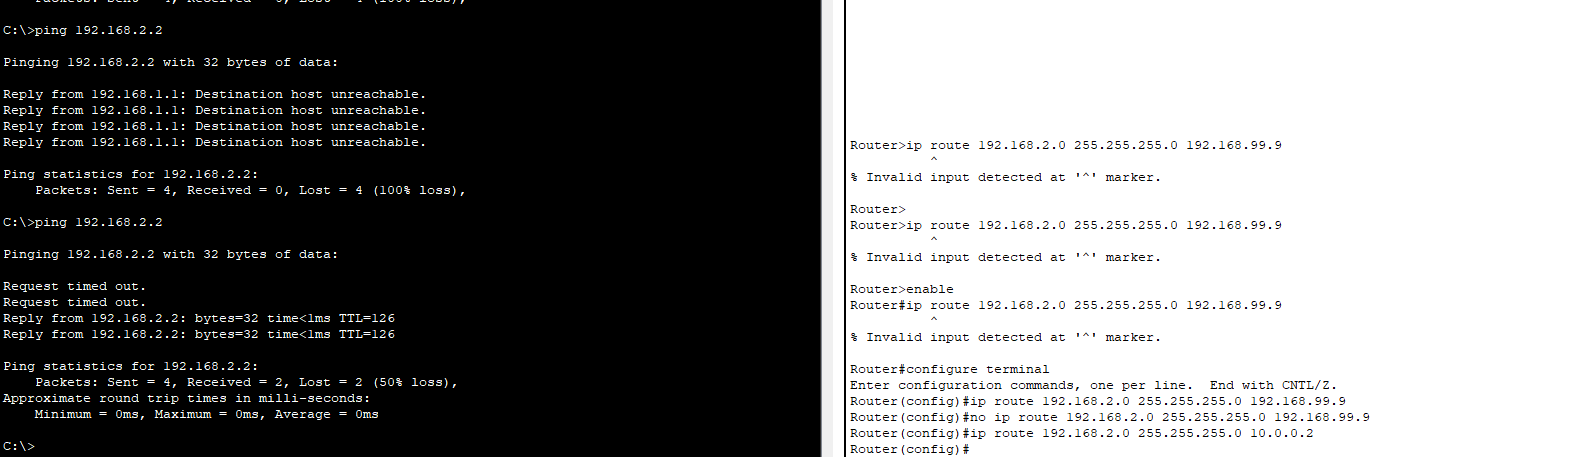 Packets: Sent = 4, Received = 0, Lost = 4 (100% loss),
C:\>ping 192.168.2.2
Pinging 192.168.2.2 with 32 bytes of data:
Reply from 192.168.1.1: Destination host unreachable.
Reply from 192.168.1.1: Destination host unreachable.
Reply from 192.168.1.1: Destination host unreachable.
Reply from 192.168.1.1: Destination host unreachable.
Ping statistics for 192.168.2.2:
Packets: Sent = 4, Received = 0, Lost = 4 (100% loss),
C:\>ping 192.168.2.2
Pinging 192.168.2.2 with 32 bytes of data:
Request timed out.
Request timed out.
Reply from 192.168.2.2: bytes=32 time<1ms TTL=126
Reply from 192.168.2.2: bytes=32 time<1ms TTL=126
Ping statistics for 192.168.2.2:
Packets: Sent = 4, Received = 2, Lost = 2 (50% loss),
Approximate round trip times in milli-seconds:
Minimum = 0ms, Maximum = 0ms, Average = 0ms
C:\>
Router>ip route 192.168.2.0 255.255.255.0 192.168.99.9
^
% Invalid input detected at '^' marker.
Router>
Router>ip route 192.168.2.0 255.255.255.0 192.168.99.9
^
% Invalid input detected at '^' marker.
Router>enable
Router#ip route 192.168.2.0 255.255.255.0 192.168.99.9
^
% Invalid input detected at '^' marker.
Router#configure terminal
Enter configuration commands, one per line.  End with CNTL/Z.
Router(config)#ip route 192.168.2.0 255.255.255.0 192.168.99.9
Router(config)#no ip route 192.168.2.0 255.255.255.0 192.168.99.9
Router(config)#ip route 192.168.2.0 255.255.255.0 10.0.0.2
Router(config)#